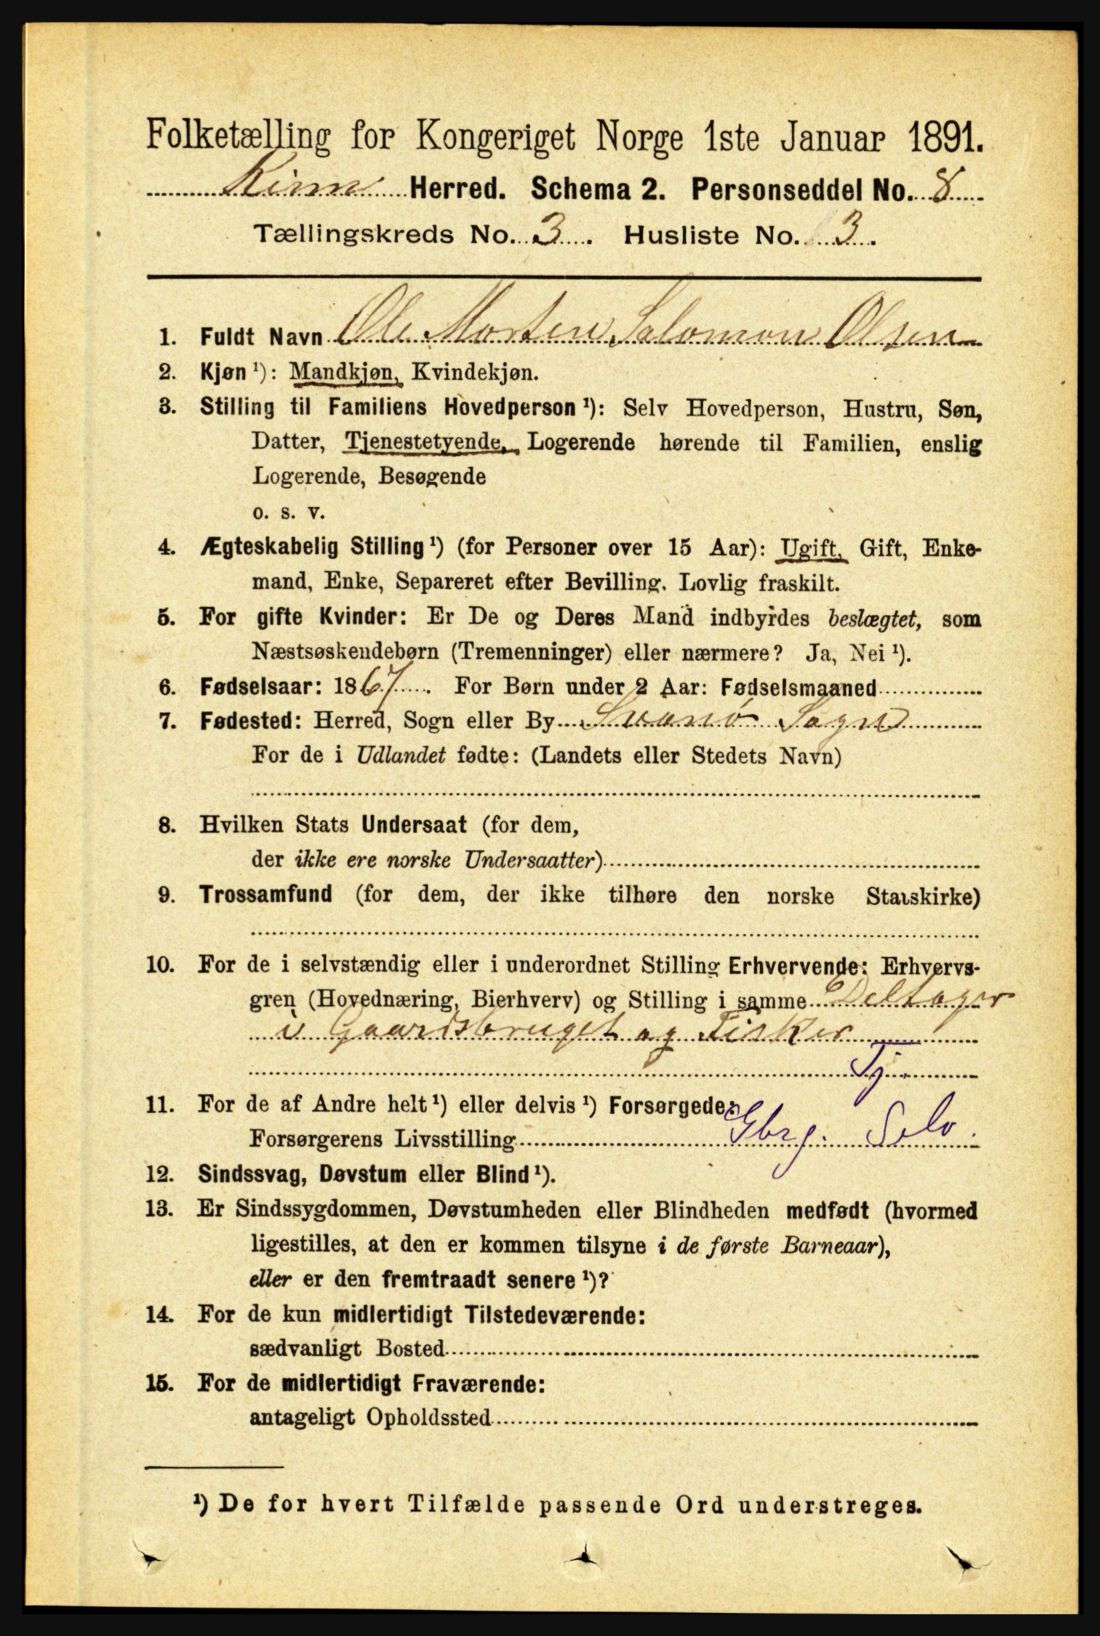 Folketælling for Kongeriget Norge 1ste Januar 1891.
Kinn Herred. Schema 2. Personseddel No. 8
Tællingskreds No. 3. Husliste No. 3.
1. Fuldt Navn Ole Morten Salomon Olsen
2. Kjøn ¹): Mandkjøn, Kvindekjøn.
3. Stilling til Familiens Hovedperson ¹): Selv Hovedperson, Hustru, Søn,
Datter, Tjenestetyende, Logerende hørende til Familien, enslig
Logerende, Besøgende
o. s. v.
4. Ægteskabelig Stilling ¹) (for Personer over 15 Aar): Ugift, Gift, Enke-
mand, Enke, Separeret efter Bevilling. Lovlig fraskilt.
5. For gifte Kvinder: Er De og Deres Mand indbyrdes beslægtet, som
Næstsøskendebørn (Tremenninger) eller nærmere? Ja, Nei ¹).
6. Fødselsaar: 1867. For Børn under 2 Aar: Fødselsmaaned
7. Fødested: Herred, Sogn eller By Svanø Sogn
For de i Udlandet fødte: (Landets eller Stedets Navn)
8. Hvilken Stats Undersaat (for dem,
der ikke ere norske Undersaatter)
9. Trossamfund (for dem, der ikke tilhøre den norske Statskirke)
10. For de i selvstændig eller i underordnet Stilling Erhvervende: Erhvervs-
gren (Hovednæring, Bierhverv) og Stilling i samme Deltager
i Gaardsbruget og Fisker
Tj.
11. For de af Andre helt ¹) eller delvis ¹) Forsørgede:
Forsørgerens Livsstilling Gbrg. Selv.
12. Sindssvag, Døvstum eller Blind ¹).
13. Er Sindssygdommen, Døvstumheden eller Blindheden medfødt (hvormed
ligestilles, at den er kommen tilsyne i de første Barneaar),
eller er den fremtraadt senere ¹)?
14. For de kun midlertidigt Tilstedeværende:
sædvanligt Bosted
15. For de midlertidigt Fraværende:
antageligt Opholdssted
¹) De for hvert Tilfælde passende Ord understreges.